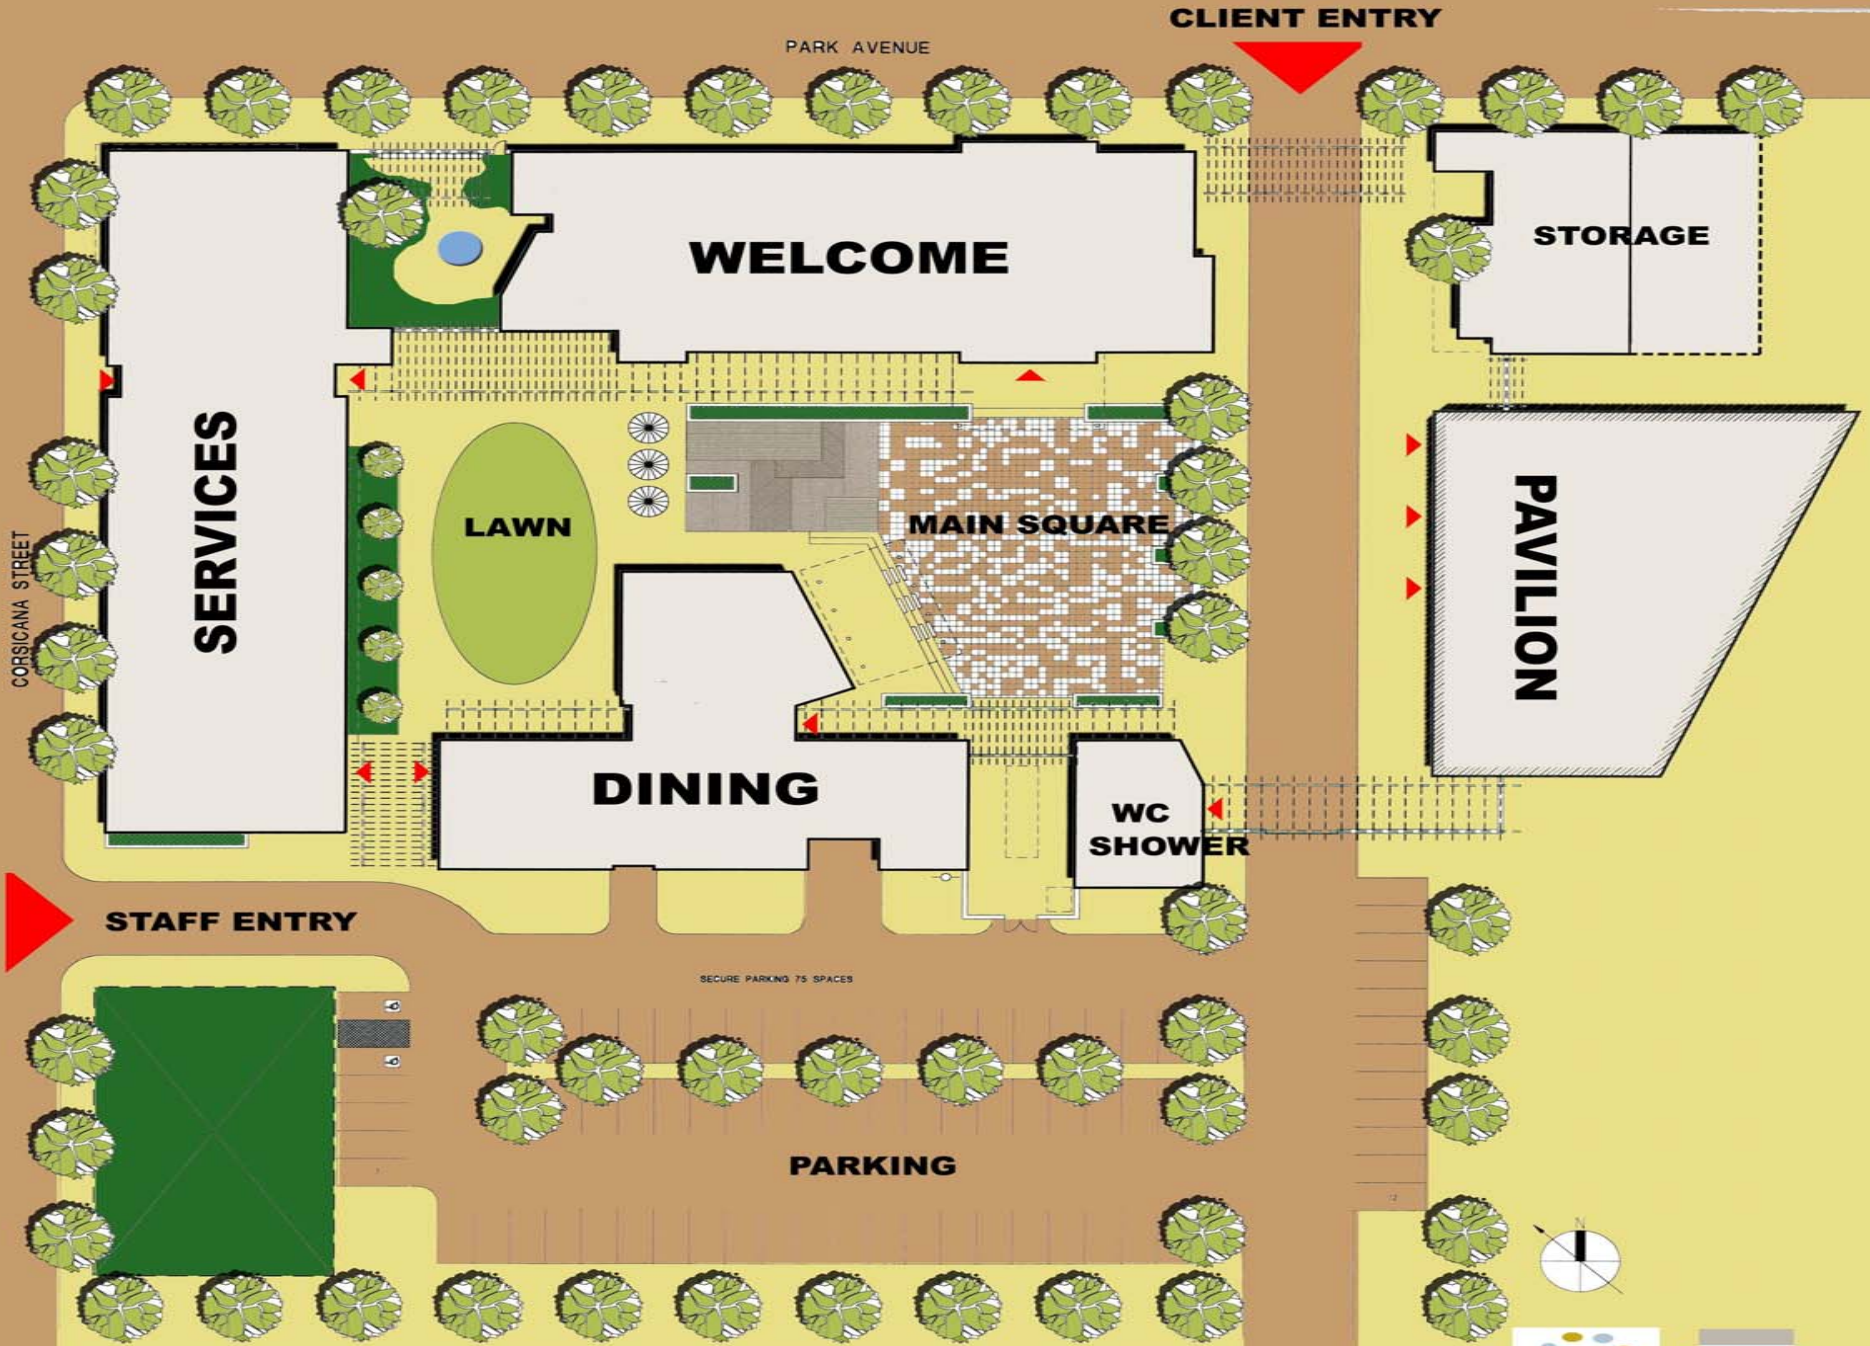 CLIENT ENTRY
PARK AVENUE
WELCOME
STORAGE
SERVICES
LAWN
MAIN SQUARE
PAVILION
CORSICANA STREET
DINING
WC
SHOWER
STAFF ENTRY
SECURE PARKING 75 SPACES
PARKING
N